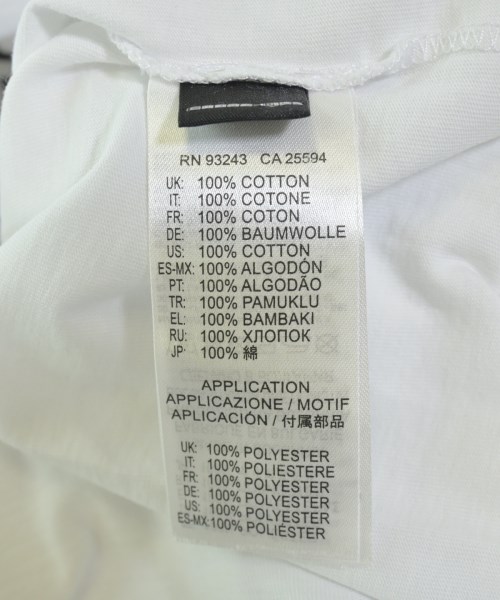 RN 93243 CA 25594
UK: 100% COTTON
IT: 100% COTONE
FR: 100% COTON
DE: 100% BAUMWOLLE
US: 100% COTTON
ES-MX: 100% ALGODÓN
PT: 100% ALGODÃO
TR: 100% PAMUKLU
EL: 100% BAMBAKI
RU: 100% ХЛОПОК
JP: 100% 綿
APPLICATION
APPLICAZIONE / MOTIF
APLICACIÓN / 付属部品
UK: 100% POLYESTER
IT: 100% POLIESTERE
FR: 100% POLYESTER
DE: 100% POLYESTER
US: 100% POLYESTER
ES-MX: 100% POLIÉSTER